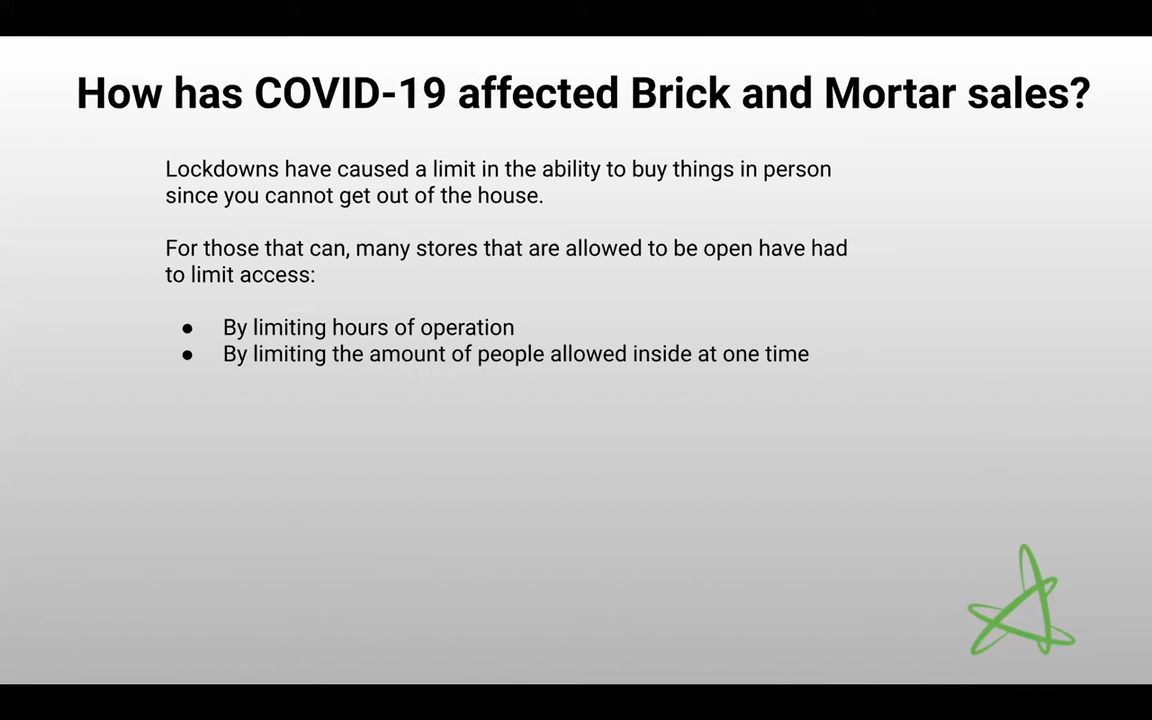 How has COVID-19 affected Brick and Mortar sales?
Lockdowns have caused a limit in the ability to buy things in person
since you cannot get out of the house.
For those that can, many stores that are allowed to be open have had
to limit access:
● By limiting hours of operation
● By limiting the amount of people allowed inside at one time